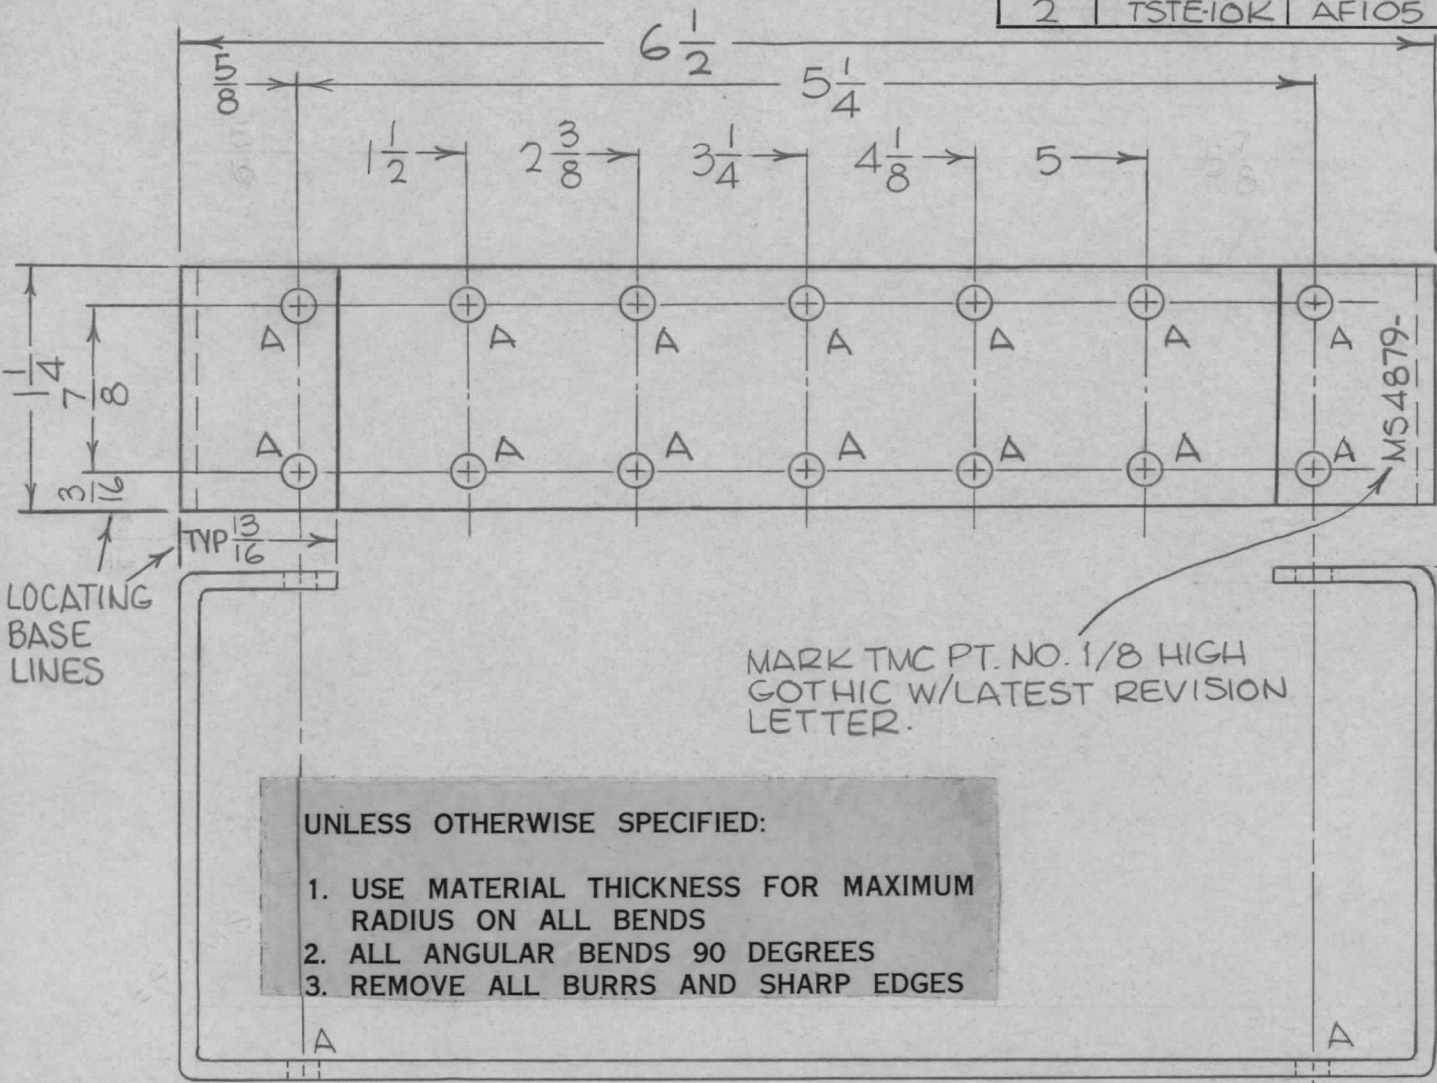 2 TSTE-10K AF105
6 1/2
5/8 5 1/4
1 1/2 2 3/8 3 1/4 4 1/8 5
A A A A A A A
1 1/4
7/8
A A A A A A A
3/16
MS4879-
TYP 13/16
LOCATING
BASE
LINES
MARK TMC PT. NO. 1/8 HIGH
GOTHIC W/LATEST REVISION
LETTER.
UNLESS OTHERWISE SPECIFIED:
1. USE MATERIAL THICKNESS FOR MAXIMUM
RADIUS ON ALL BENDS
2. ALL ANGULAR BENDS 90 DEGREES
3. REMOVE ALL BURRS AND SHARP EDGES
A A